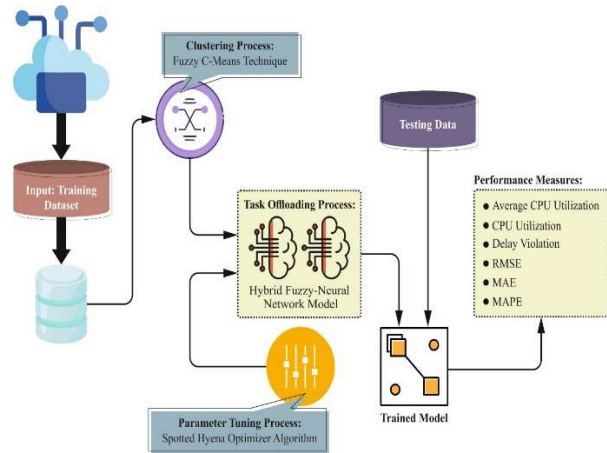 Clustering Process:
Fuzzy C-Means Technique
Input: Training
Dataset
Testing Data
Task Offloading Process:
Hybrid Fuzzy-Neural
Network Model
Performance Measures:
Average CPU Utilization
CPU Utilization
Delay Violation
RMSE
MAE
MAPE
Trained Model
Parameter Tuning Process:
Spotted Hyena Optimizer Algorithm